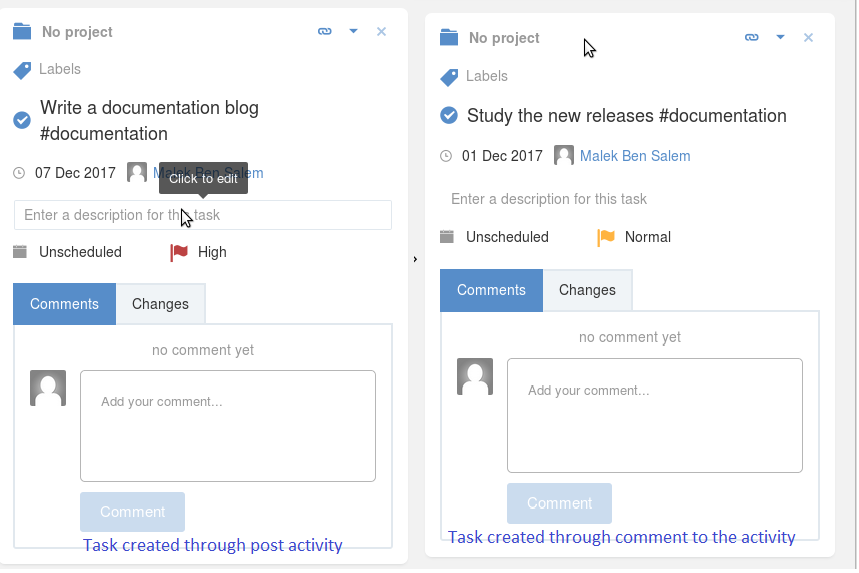 No project
Labels
Write a documentation blog
#documentation
07 Dec 2017 Malek Ben Salem
Click to edit
Enter a description for this task
Unscheduled High
Comments Changes
no comment yet
Add your comment...
Comment
Task created through post activity
No project
Labels
Study the new releases #documentation
01 Dec 2017 Malek Ben Salem
Enter a description for this task
Unscheduled Normal
Comments Changes
no comment yet
Add your comment...
Comment
Task created through comment to the activity